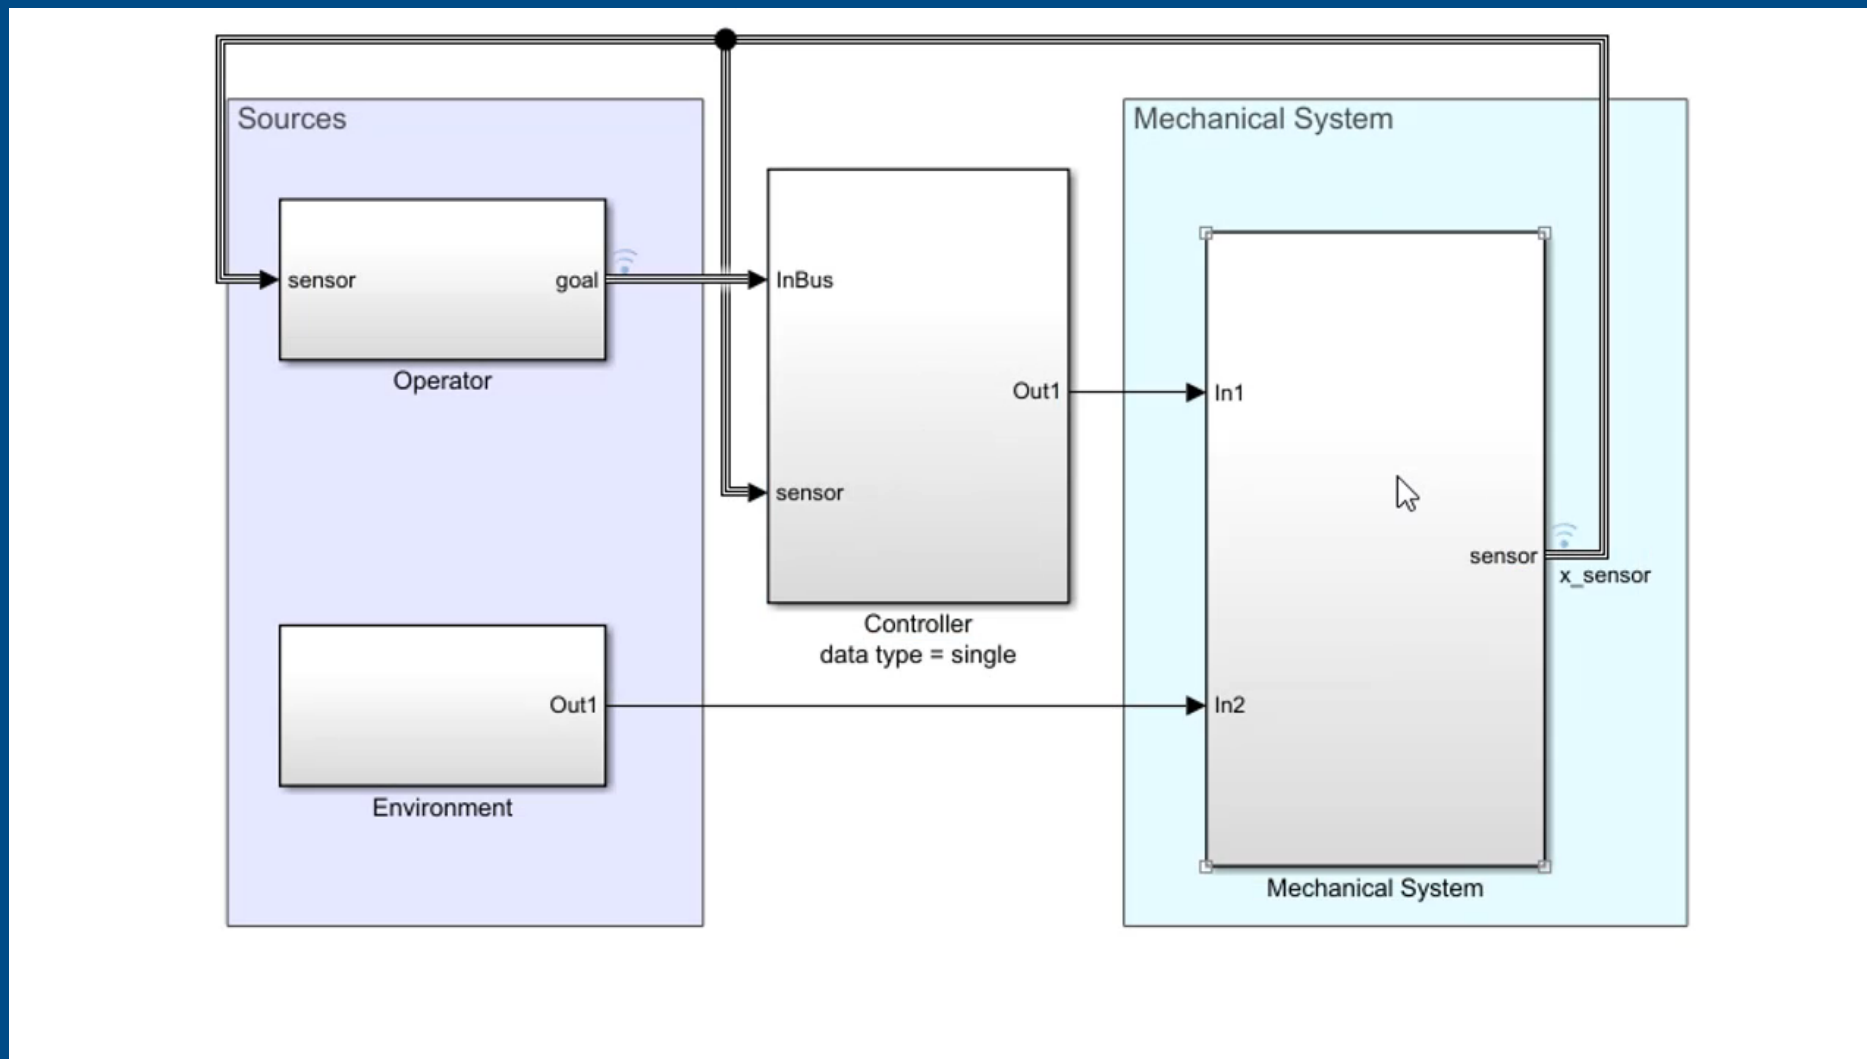 Sources
Mechanical System
sensor
goal
Operator
InBus
sensor
Out1
Controller
data type = single
In1
In2
sensor
x_sensor
Mechanical System
Out1
Environment